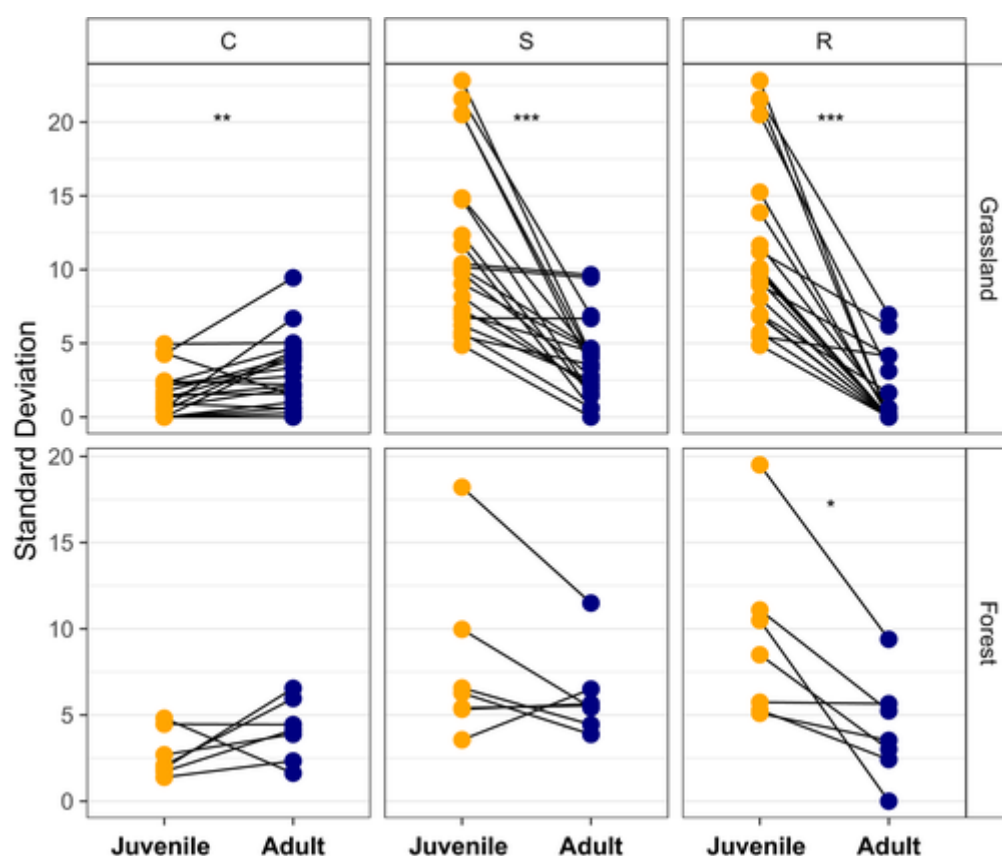 C S R
** *** ***
20
15
10
5
0
Grassland
Standard Deviation
*
20
15
10
5
0
Forest
Juvenile Adult Juvenile Adult Juvenile Adult